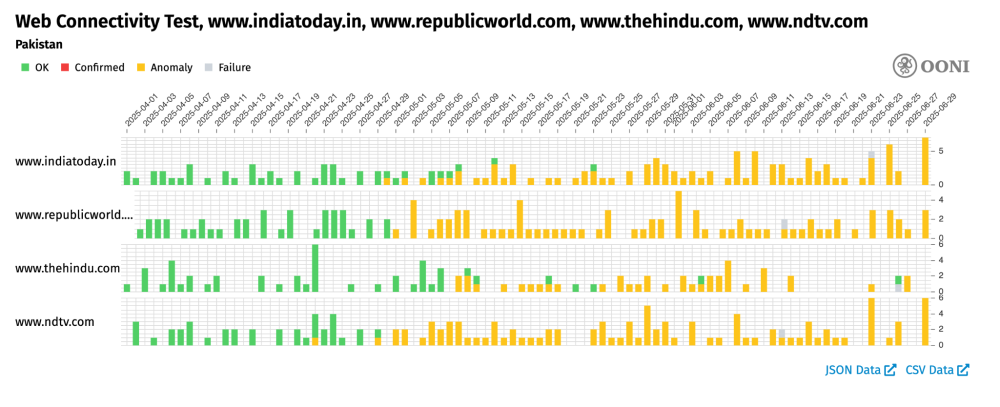 Web Connectivity Test, www.indiatoday.in, www.republicworld.com, www.thehindu.com, www.ndtv.com
Pakistan
OK Confirmed Anomaly Failure
OONI
2025-04-01 2025-04-03 2025-04-05 2025-04-07 2025-04-09 2025-04-11 2025-04-13 2025-04-15 2025-04-17 2025-04-19 2025-04-21 2025-04-23 2025-04-25 2025-04-27 2025-04-29 2025-05-01 2025-05-03 2025-05-05 2025-05-07 2025-05-09 2025-05-11 2025-05-13 2025-05-15 2025-05-17 2025-05-19 2025-05-21 2025-05-23 2025-05-25 2025-05-27 2025-05-29 2025-05-31 2025-06-01 2025-06-03 2025-06-05 2025-06-07 2025-06-09 2025-06-11 2025-06-13 2025-06-15 2025-06-17 2025-06-19 2025-06-21 2025-06-23 2025-06-25 2025-06-27 2025-06-29
5
www.indiatoday.in
0
4
www.republicworld....
2
0
6
4
www.thehindu.com
2
0
6
4
www.ndtv.com
2
0
JSON Data CSV Data